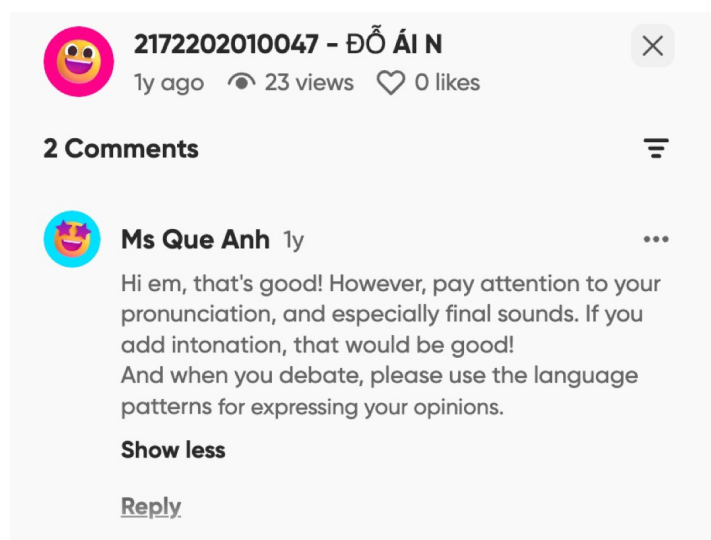 2172202010047 - ĐỖ ÁI N
1y ago 23 views 0 likes
2 Comments
Ms Que Anh 1y
Hi em, that's good! However, pay attention to your
pronunciation, and especially final sounds. If you
add intonation, that would be good!
And when you debate, please use the language
patterns for expressing your opinions.
Show less
Reply